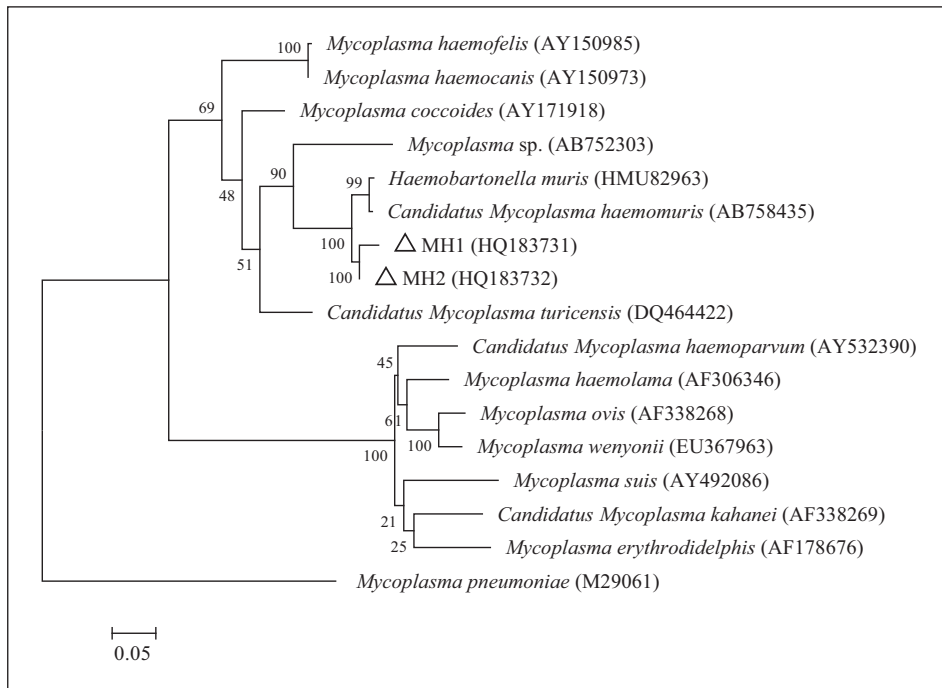 100
Mycoplasma haemofelis (AY150985)
Mycoplasma haemocanis (AY150973)
69
Mycoplasma coccoides (AY171918)
Mycoplasma sp. (AB752303)
90
99
Haemobartonella muris (HMU82963)
48
Candidatus Mycoplasma haemomuris (AB758435)
100
MH1 (HQ183731)
51
100
MH2 (HQ183732)
Candidatus Mycoplasma turicensis (DQ464422)
45
Candidatus Mycoplasma haemoparvum (AY532390)
Mycoplasma haemolama (AF306346)
61
Mycoplasma ovis (AF338268)
100
100
Mycoplasma wenyonii (EU367963)
Mycoplasma suis (AY492086)
21
Candidatus Mycoplasma kahanei (AF338269)
25
Mycoplasma erythrodidelphis (AF178676)
Mycoplasma pneumoniae (M29061)
0.05